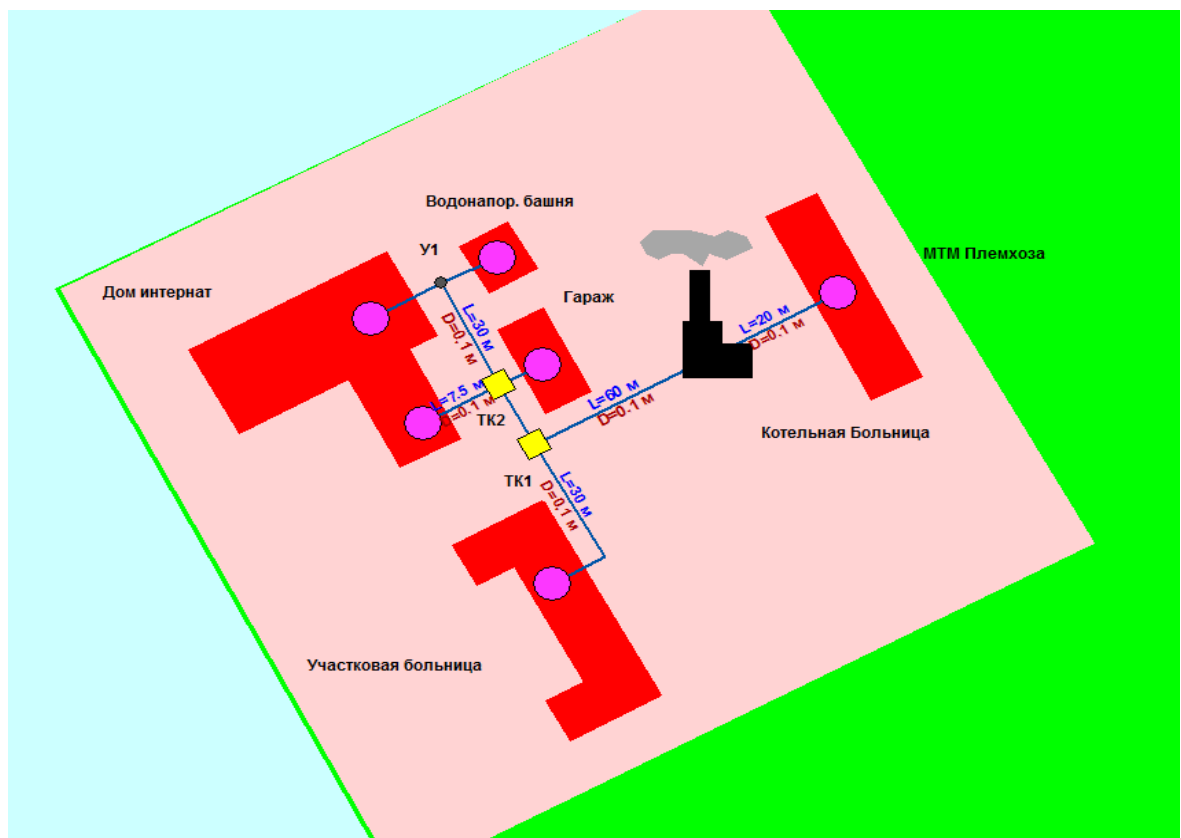 Водонапор. башня
У1
МТМ Племхоза
Дом интернат
Гараж
L=30 м
D=0,1 м
L=20 м
D=0.1 м
L=7.5 м
D=0.1 м
L=60 м
D=0.1 м
ТК2
Котельная Больница
ТК1
L=30 м
D=0,1 м
Участковая больница